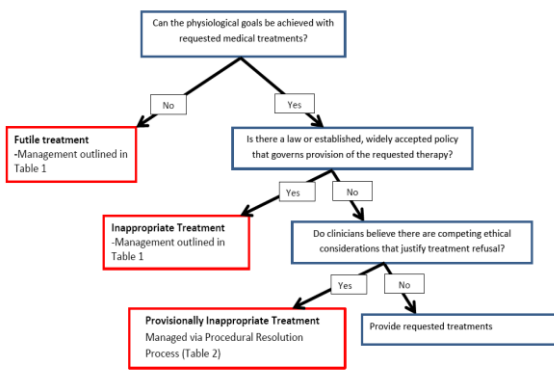 Can the physiological goals be achieved with
requested medical treatments?
No
Yes
Futile treatment
-Management outlined in
Table 1
Is there a law or established, widely accepted policy
that governs provision of the requested therapy?
Yes
No
Inappropriate Treatment
-Management outlined in
Table 1
Do clinicians believe there are competing ethical
considerations that justify treatment refusal?
Yes
No
Provisionally Inappropriate Treatment
Managed via Procedural Resolution
Process (Table 2)
Provide requested treatments